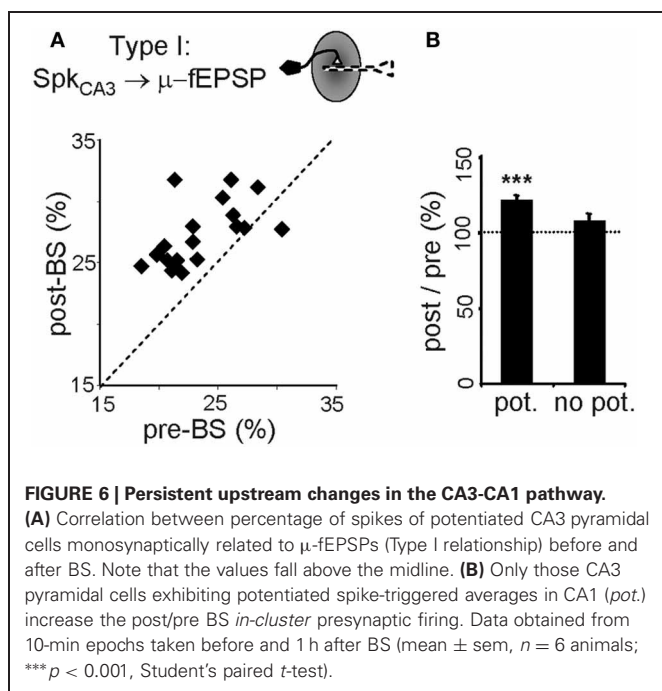 A
Type I:
Spk_CA3 → μ–fEPSP
35
25
15
post-BS (%)
15
25
35
pre-BS (%)
B
150
100
50
0
post / pre (%)
***
pot.
no pot.
FIGURE 6 | Persistent upstream changes in the CA3-CA1 pathway.
(A) Correlation between percentage of spikes of potentiated CA3 pyramidal
cells monosynaptically related to μ-fEPSPs (Type I relationship) before and
after BS. Note that the values fall above the midline. (B) Only those CA3
pyramidal cells exhibiting potentiated spike-triggered averages in CA1 (pot.)
increase the post/pre BS in-cluster presynaptic firing. Data obtained from
10-min epochs taken before and 1 h after BS (mean ± sem, n = 6 animals;
***p < 0.001, Student's paired t-test).